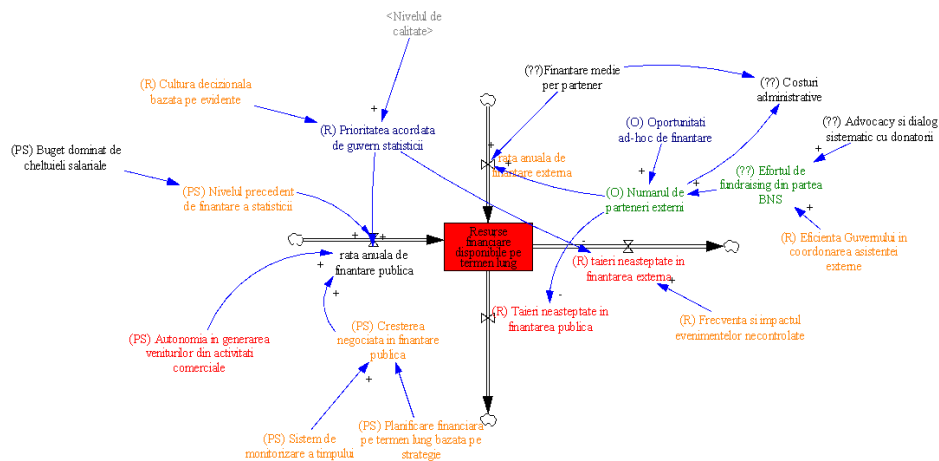 <Nivelul de
calitate>
(R) Cultura decizionala
bazata pe evidente
(??)Finantare medie
per partener
(??) Costuri
administrative
(R) Prioritatea acordata
de guvern statisticii
(O) Oportunitati
ad-hoc de finantare
(??) Advocacy si dialog
sistematic cu donatorii
(PS) Buget dominat de
cheltuieli salariale
rata anuala de
finantare externa
(??) Efortul de
fundraising din partea
BNS
(PS) Nivelul precedent
de finantare a statisticii
(O) Numarul de
parteneri externi
Resurse
financiare
disponibile pe
termen lung
(R) Eficienta Guvernului in
coordonarea asistentei
externe
rata anuala de
finantare publica
(R) taieri neasteptate in
finantarea externa
(R) Taieri neasteptate in
finantarea publica
(R) Frecventa si impactul
evenimentelor necontrolate
(PS) Autonomia in generarea
veniturilor din activitati
comerciale
(PS) Cresterea
negociata in finantare
publica
(PS) Sistem de
monitorizare a timpului
(PS) Planificare financiara
pe termen lung bazata pe
strategie